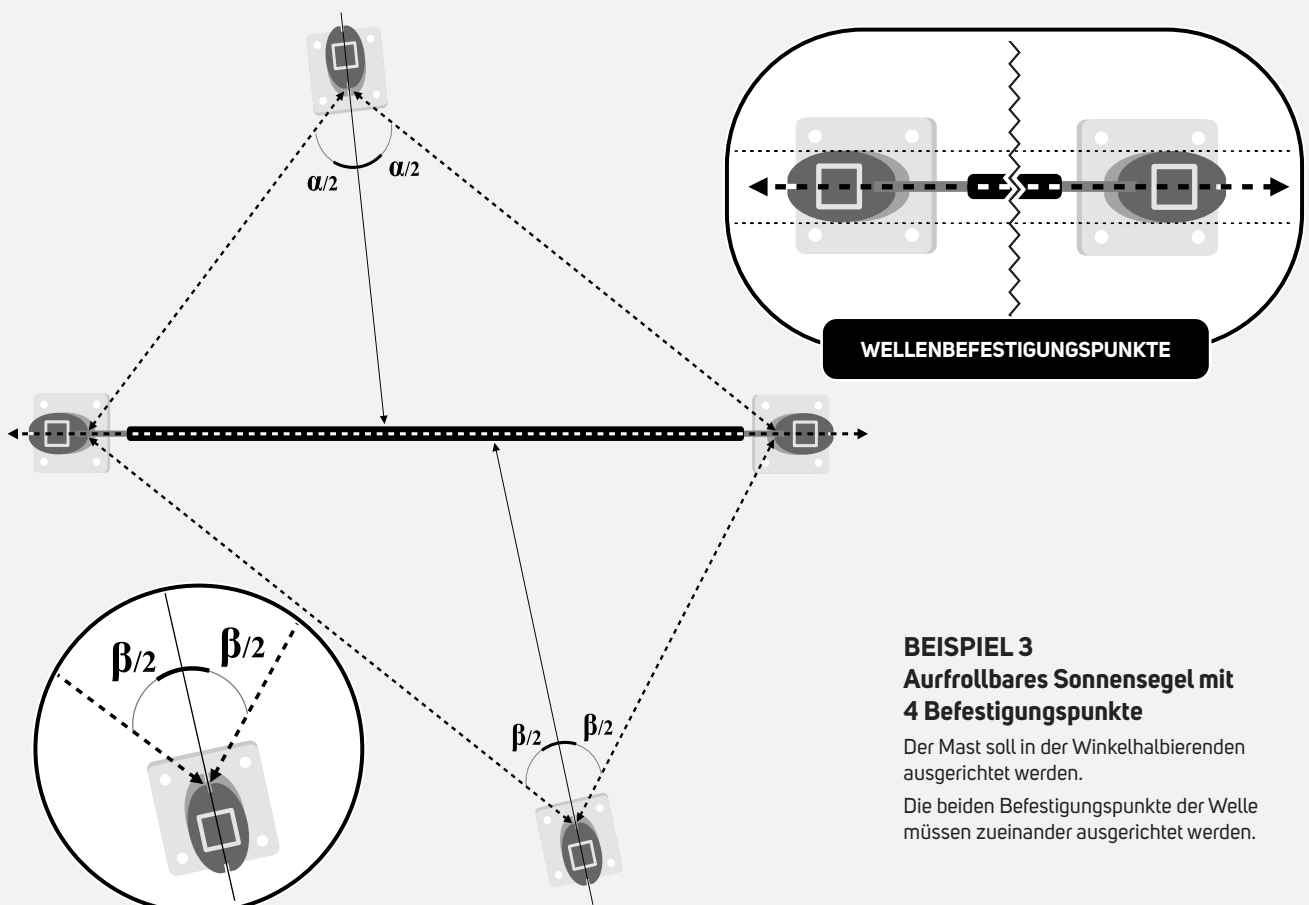 α/2
α/2
WELLENBEFESTIGUNGSPUNKTE
β/2
β/2
β/2
β/2
BEISPIEL 3
Aurfrollbares Sonnensegel mit
4 Befestigungspunkte
Der Mast soll in der Winkelhalbierenden
ausgerichtet werden.
Die beiden Befestigungspunkte der Welle
müssen zueinander ausgerichtet werden.